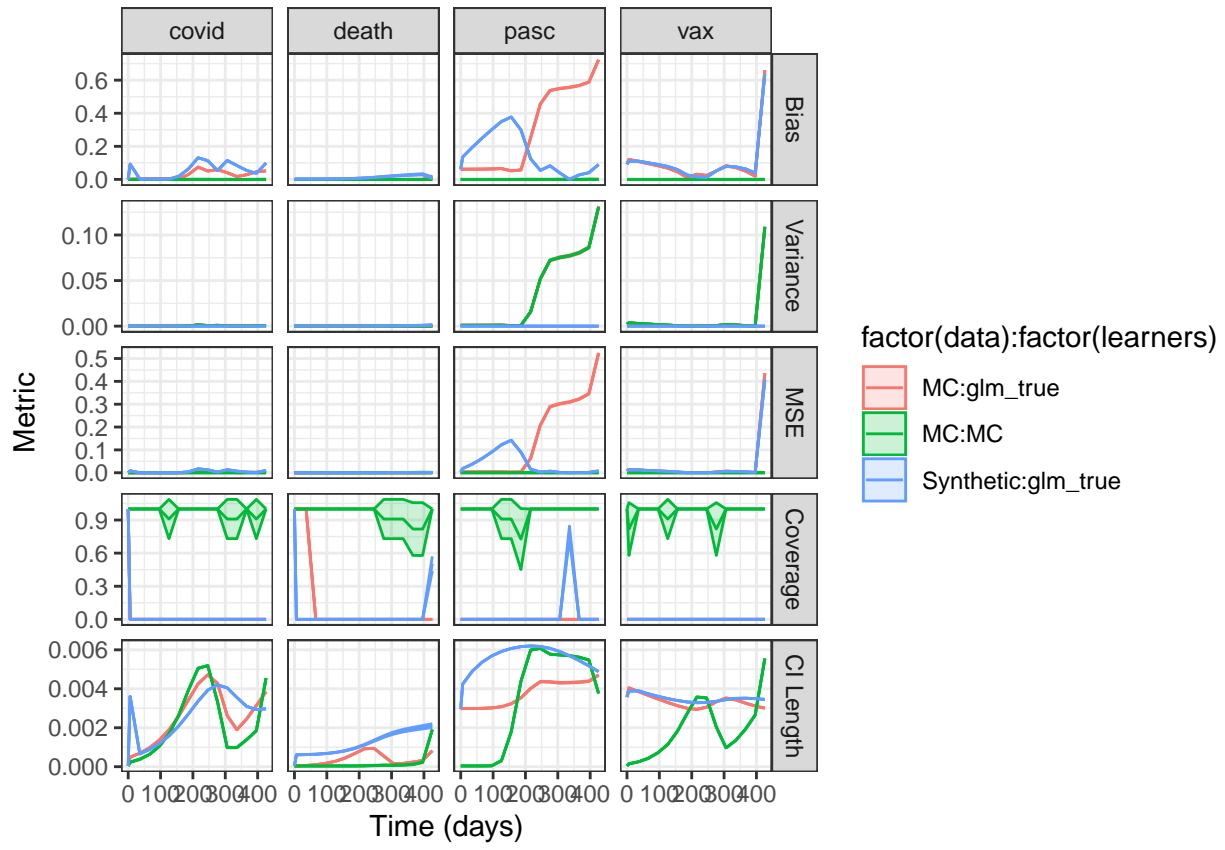 covid death pasc vax
0.6
0.4
0.2
0.0
Bias
0.10
0.05
0.00
Variance
0.5
0.4
0.3
0.2
0.1
0.0
MSE
0.9
0.6
0.3
0.0
Coverage
0.006
0.004
0.002
0.000
CI Length
0 100 200 300 400 0 100 200 300 400 0 100 200 300 400 0 100 200 300 400
Time (days)
Metric
factor(data):factor(learners)
MC:glm_true
MC:MC
Synthetic:glm_true